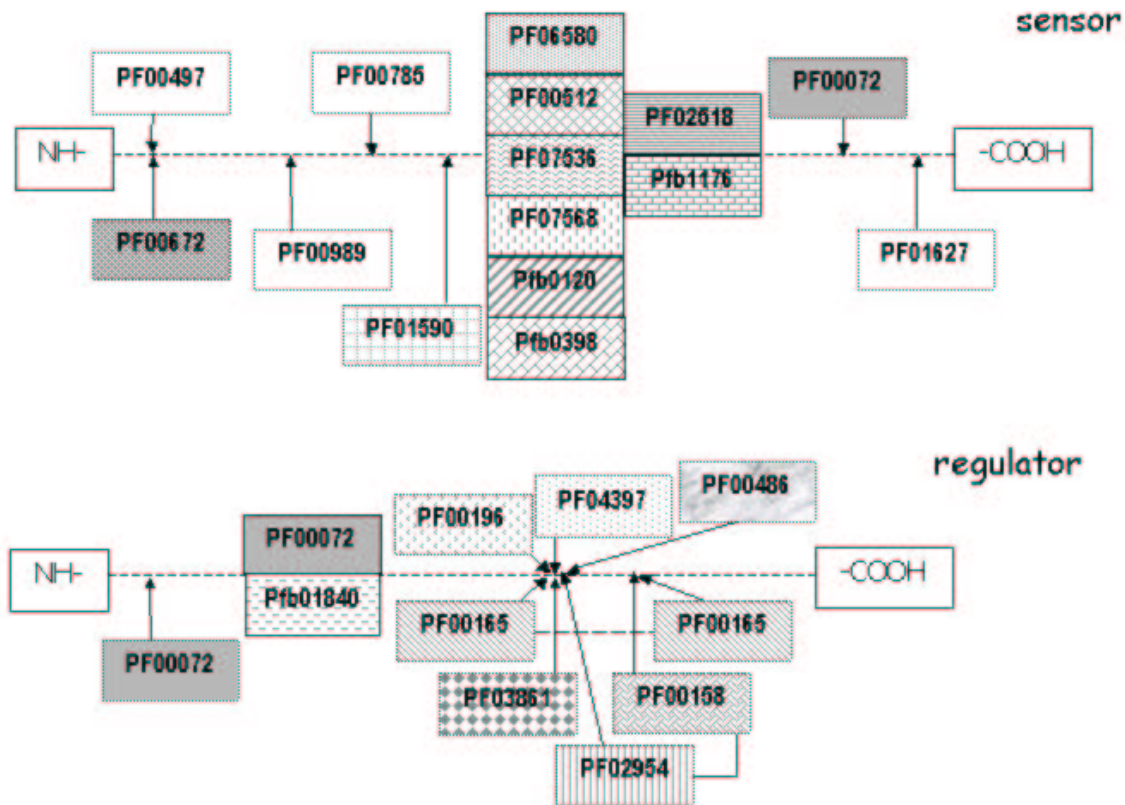 sensor
PF06580
PF00497
PF00785
PF00072
PF00512
PF02518
NH-
PF07536
-COOH
Pfb1176
PF07568
PF00672
PF00989
PF01627
Pfb0120
PF01590
Pfb0398
regulator
PF00486
PF04397
PF00196
PF00072
NH-
-COOH
Pfb01840
PF00165
PF00165
PF00072
PF03861
PF00158
PF02954